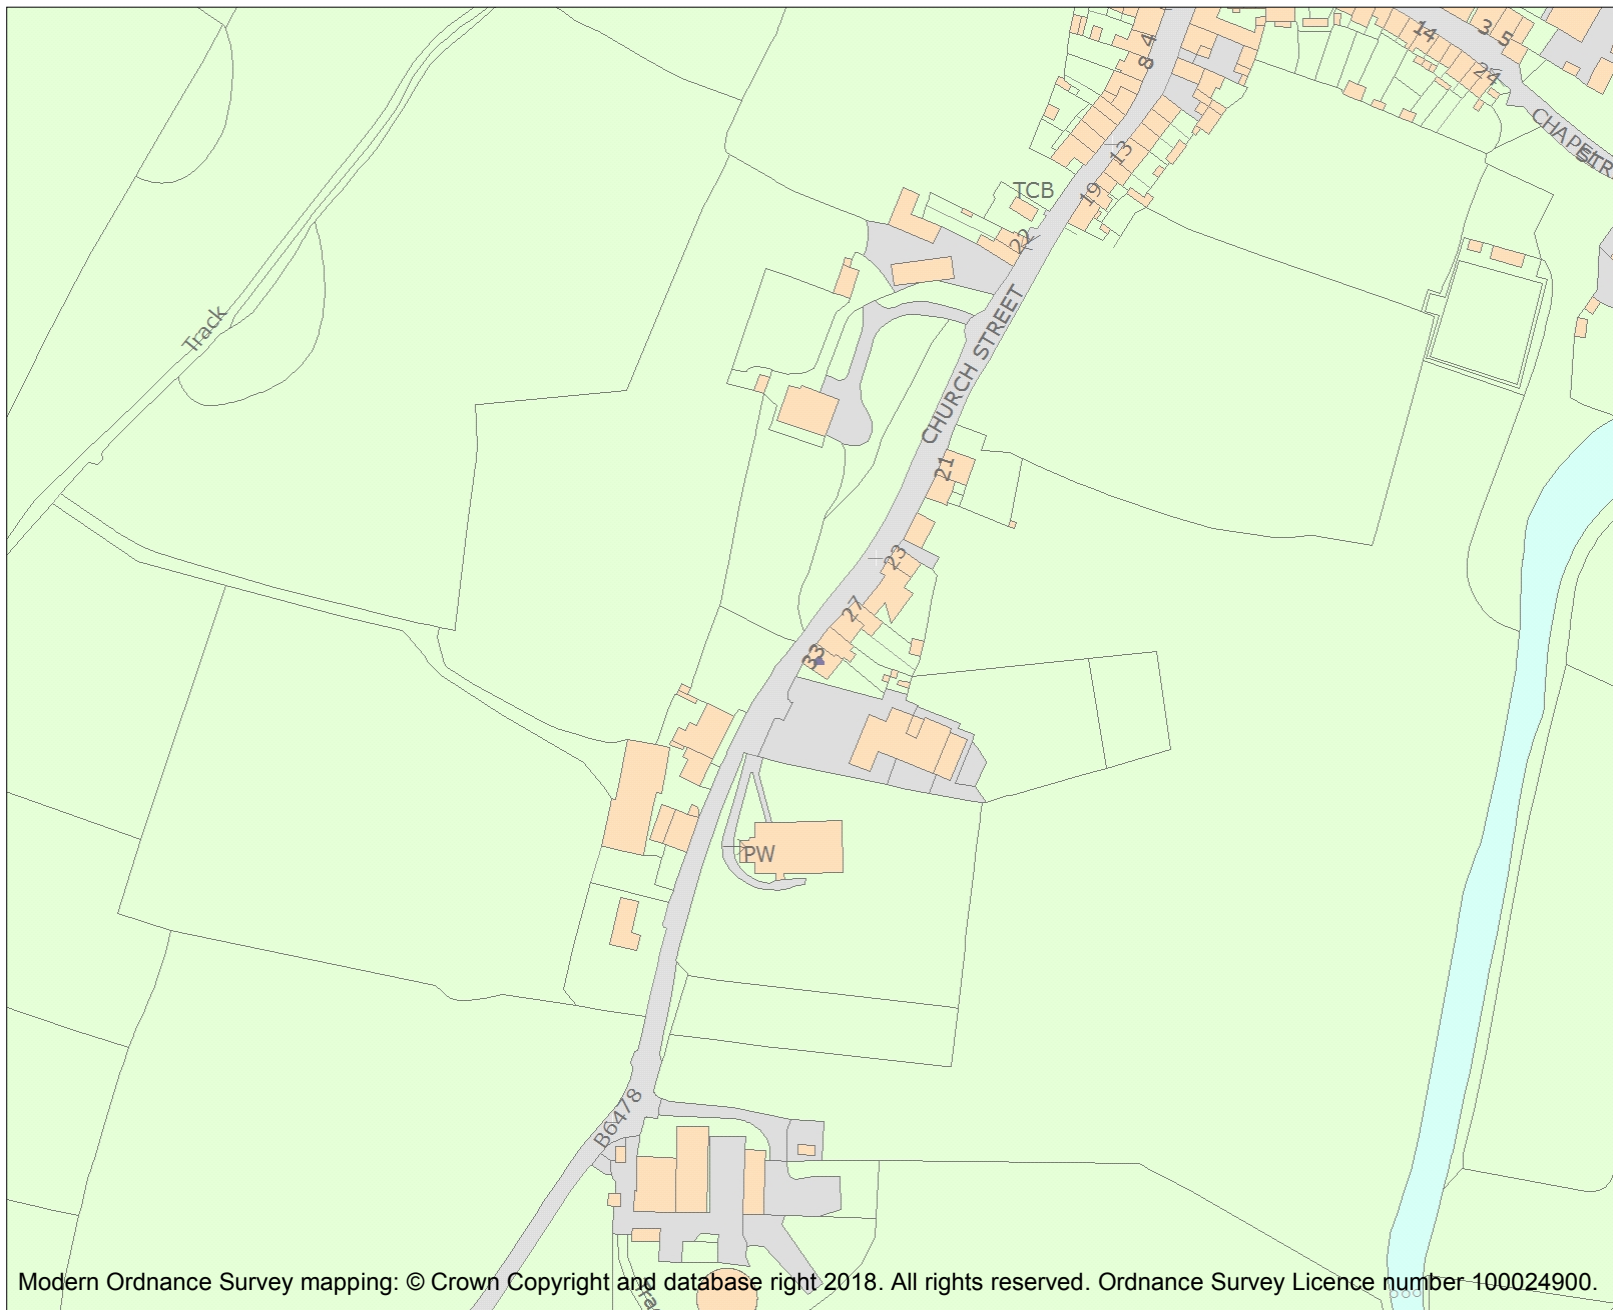 8 4
14
3 5
24
CHAPEL STR
13
TCB
19
22
Track
CHURCH STREET
21
23
27
33
PW
B6478
Modern Ordnance Survey mapping: © Crown Copyright and database right 2018. All rights reserved. Ordnance Survey Licence number 100024900.